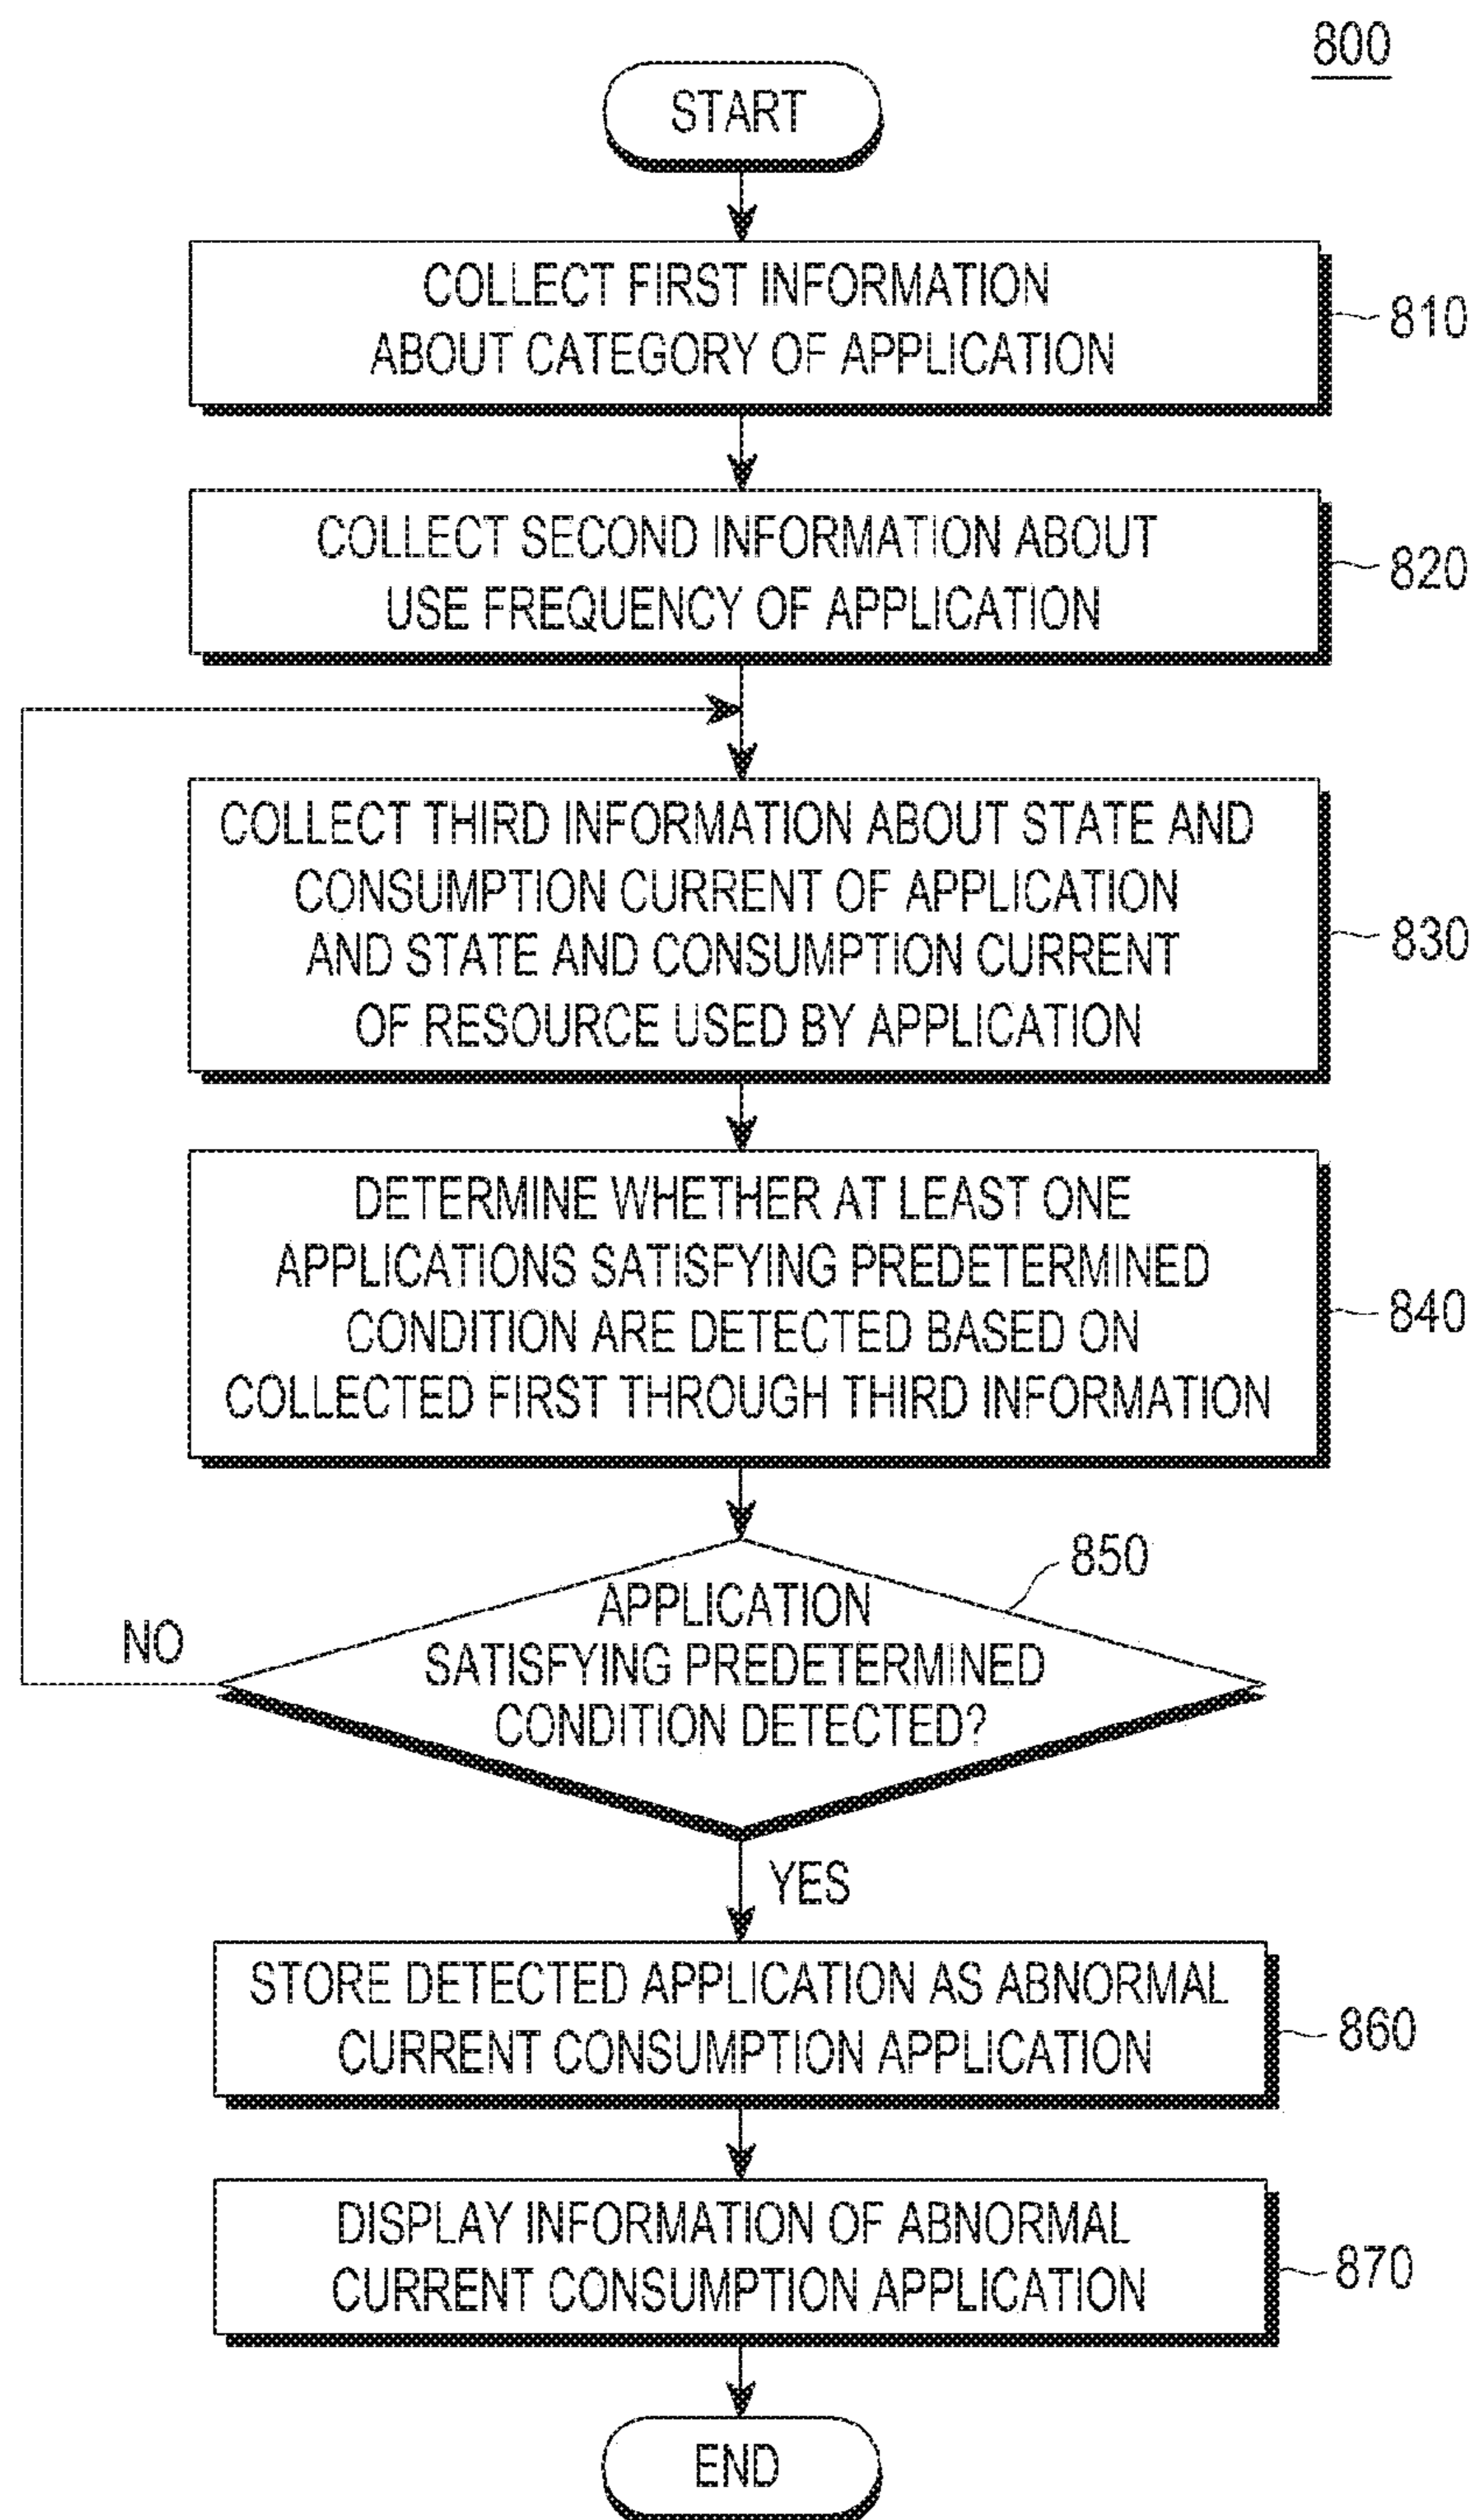 800
START
COLLECT FIRST INFORMATION
ABOUT CATEGORY OF APPLICATION
810
COLLECT SECOND INFORMATION ABOUT
USE FREQUENCY OF APPLICATION
820
COLLECT THIRD INFORMATION ABOUT STATE AND
CONSUMPTION CURRENT OF APPLICATION
AND STATE AND CONSUMPTION CURRENT
OF RESOURCE USED BY APPLICATION
830
DETERMINE WHETHER AT LEAST ONE
APPLICATIONS SATISFYING PREDETERMINED
CONDITION ARE DETECTED BASED ON
COLLECTED FIRST THROUGH THIRD INFORMATION
840
850
APPLICATION
SATISFYING PREDETERMINED
CONDITION DETECTED?
NO
YES
STORE DETECTED APPLICATION AS ABNORMAL
CURRENT CONSUMPTION APPLICATION
860
DISPLAY INFORMATION OF ABNORMAL
CURRENT CONSUMPTION APPLICATION
870
END